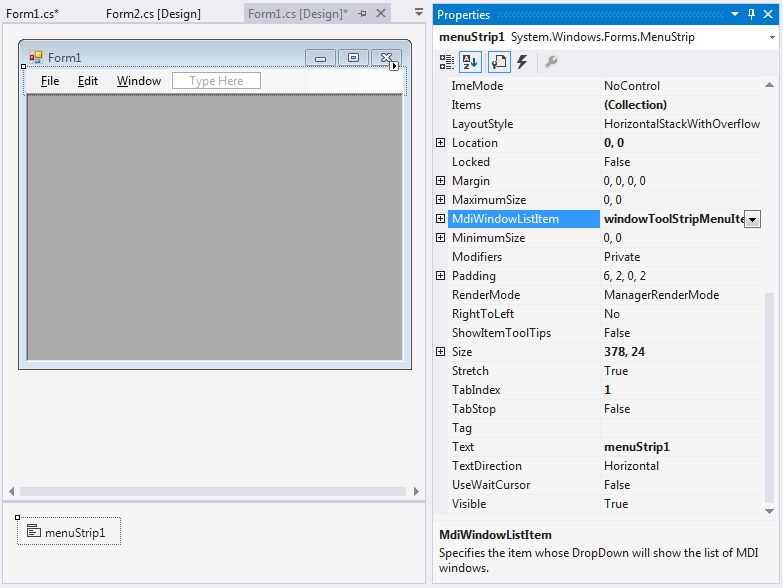 Form1.cs* Form2.cs [Design] Form1.cs [Design]*
Form1
File Edit Window Type Here
menuStrip1
Properties
menuStrip1 System.Windows.Forms.MenuStrip
ImeMode NoControl
Items (Collection)
LayoutStyle HorizontalStackWithOverflow
Location 0, 0
Locked False
Margin 0, 0, 0, 0
MaximumSize 0, 0
MdiWindowListItem windowToolStripMenuIte
MinimumSize 0, 0
Modifiers Private
Padding 6, 2, 0, 2
RenderMode ManagerRenderMode
RightToLeft No
ShowItemToolTips False
Size 378, 24
Stretch True
TabIndex 1
TabStop False
Tag
Text menuStrip1
TextDirection Horizontal
UseWaitCursor False
Visible True
MdiWindowListItem
Specifies the item whose DropDown will show the list of MDI
windows.